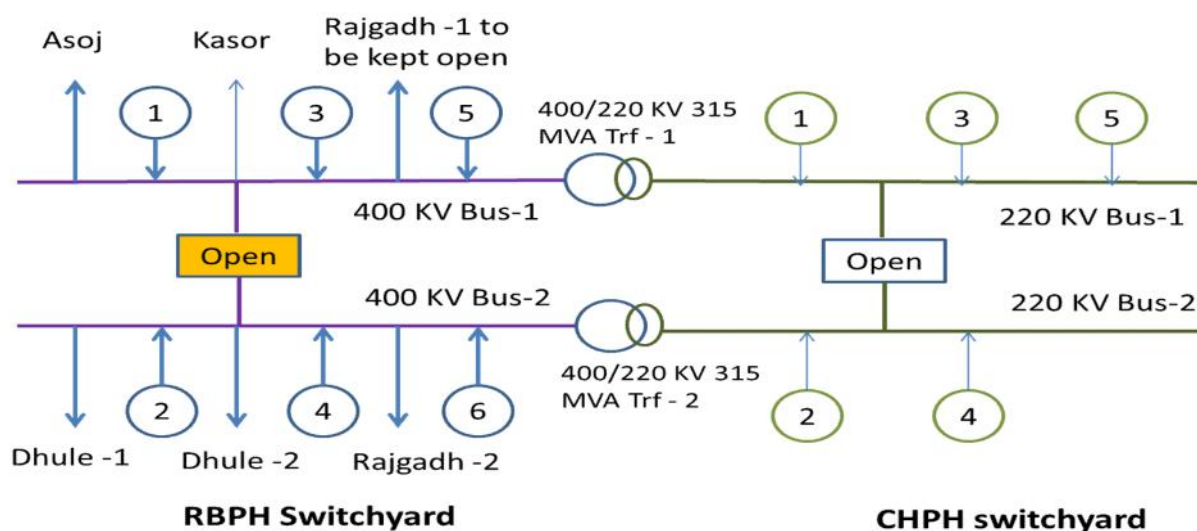 Asoj
Kasor
Rajgadh -1 to
be kept open
1
3
5
400/220 KV 315
MVA Trf - 1
1
3
5
400 KV Bus-1
220 KV Bus-1
Open
Open
400 KV Bus-2
220 KV Bus-2
2
4
6
400/220 KV 315
MVA Trf - 2
2
4
Dhule -1
Dhule -2
Rajgadh -2
RBPH Switchyard
CHPH switchyard